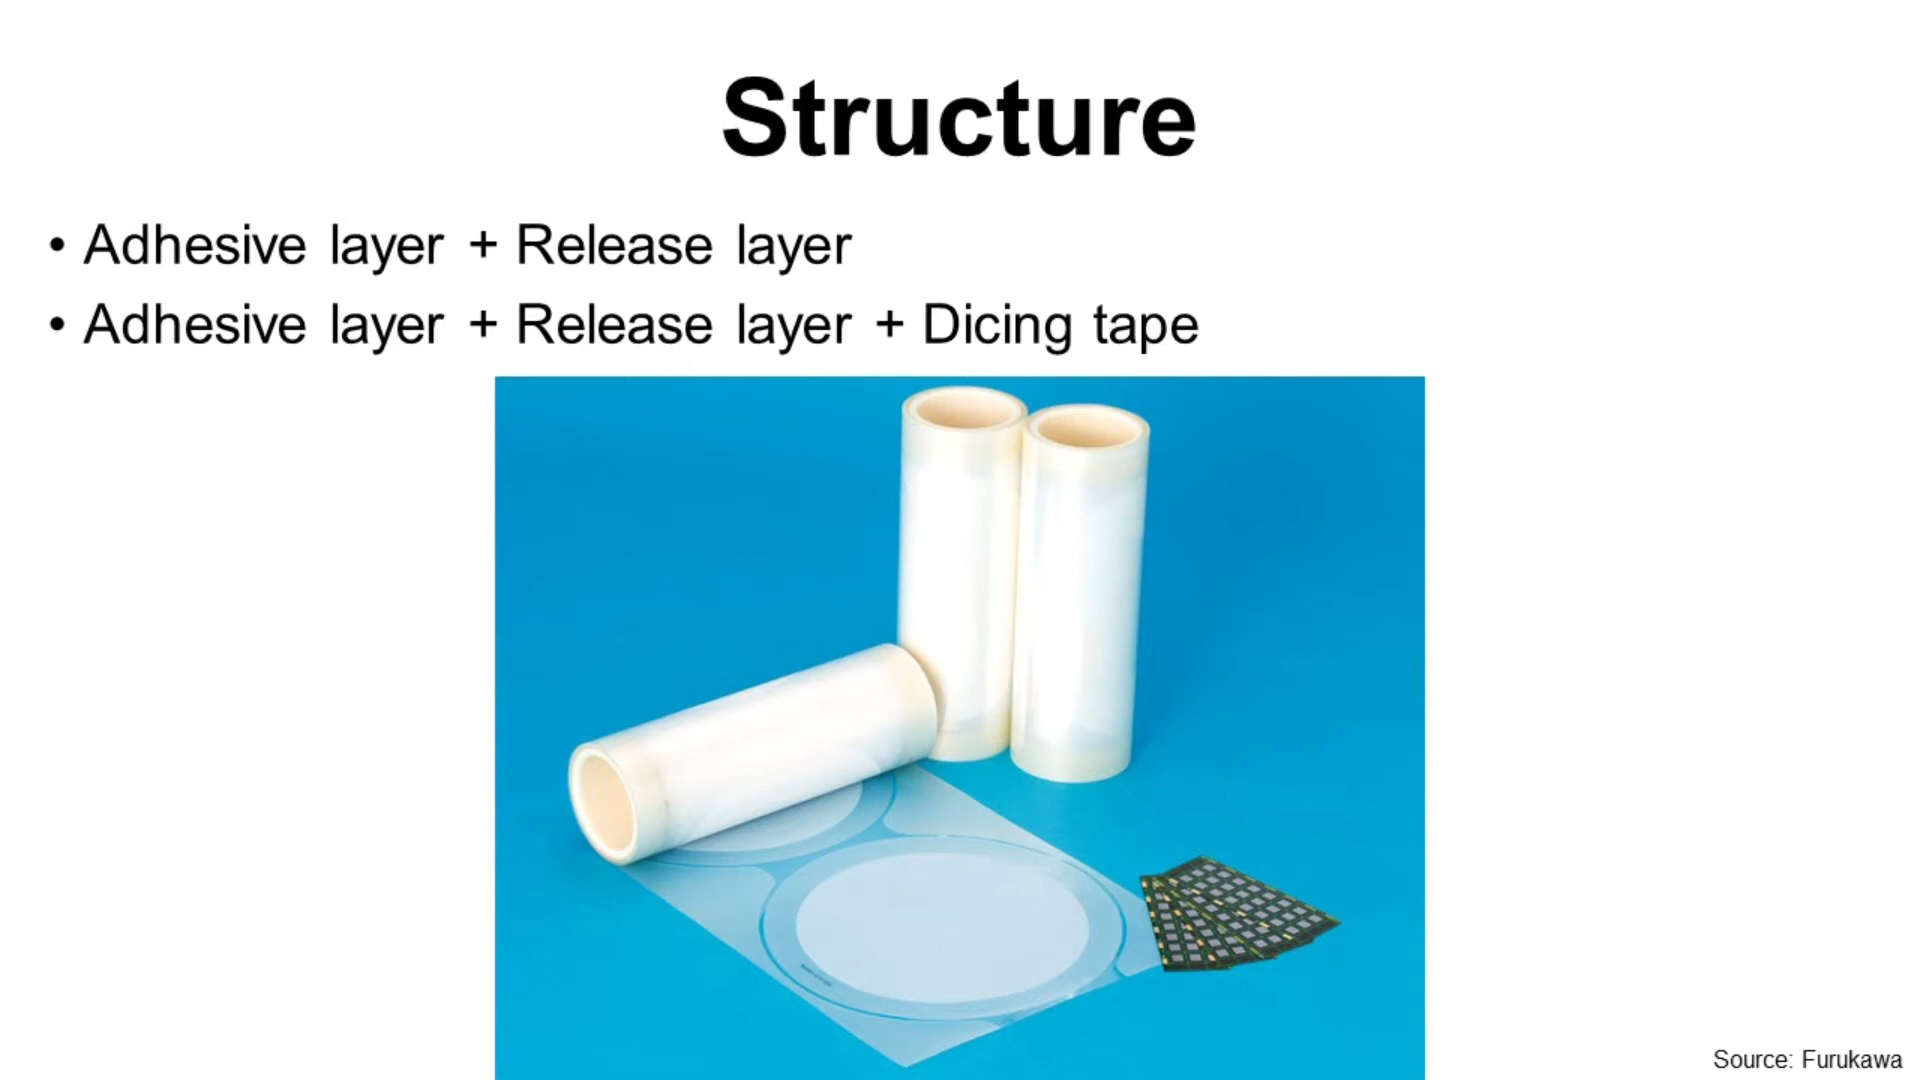 Structure
• Adhesive layer + Release layer
• Adhesive layer + Release layer + Dicing tape
Source: Furukawa